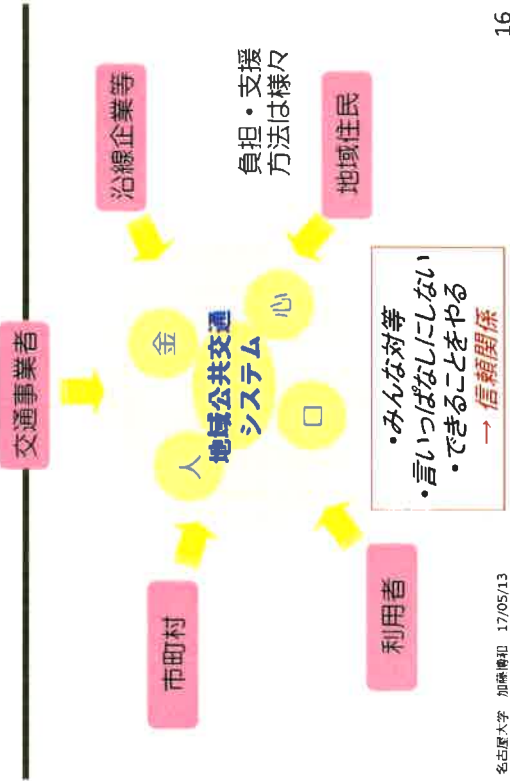 交通事業者
沿線企業等
市町村
人
金
地域公共交通
システム
心
口
負担・支援
方法は様々
利用者
地域住民
・みんな対等
・言いっぱなしにしない
・できることをやる
→ 信頼関係
名古屋大学 加藤博和 17/05/13
16